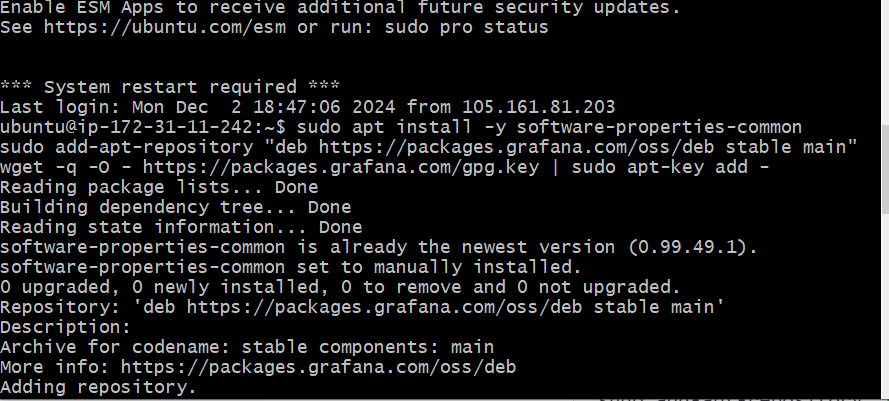 Enable ESM Apps to receive additional future security updates.
See https://ubuntu.com/esm or run: sudo pro status
*** System restart required ***
Last login: Mon Dec  2 18:47:06 2024 from 105.161.81.203
ubuntu@ip-172-31-11-242:~$ sudo apt install -y software-properties-common
sudo add-apt-repository "deb https://packages.grafana.com/oss/deb stable main"
wget -q -O - https://packages.grafana.com/gpg.key | sudo apt-key add -
Reading package lists... Done
Building dependency tree... Done
Reading state information... Done
software-properties-common is already the newest version (0.99.49.1).
software-properties-common set to manually installed.
0 upgraded, 0 newly installed, 0 to remove and 0 not upgraded.
Repository: 'deb https://packages.grafana.com/oss/deb stable main'
Description:
Archive for codename: stable components: main
More info: https://packages.grafana.com/oss/deb
Adding repository.